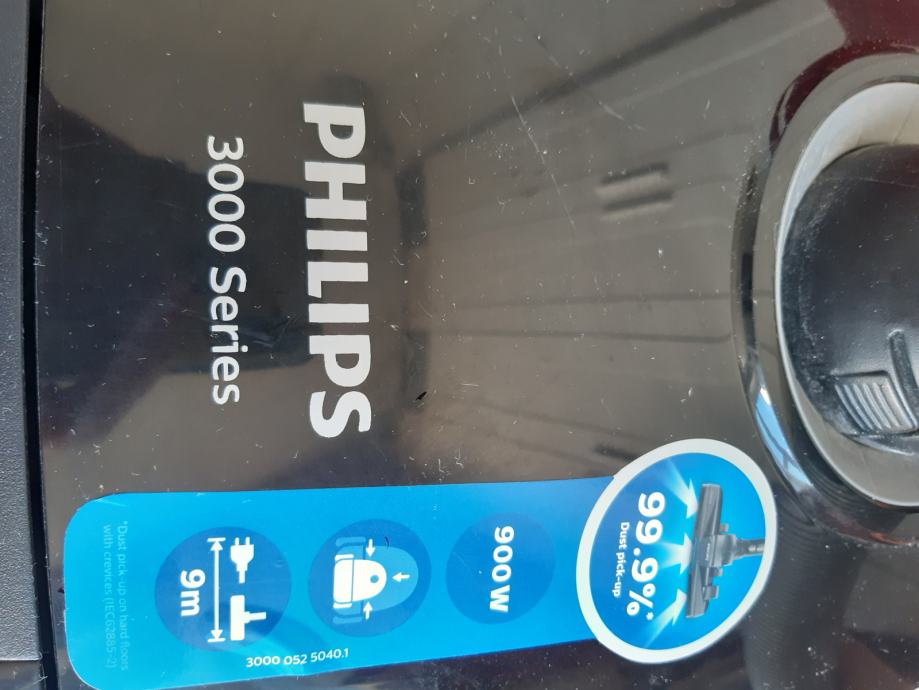 PHILIPS
3000 Series
99.9%*
Dust pick-up
900W
9m
*Dust pick-up on hard floors
with crevices (IEC62885-2)
3000 052 5040.1